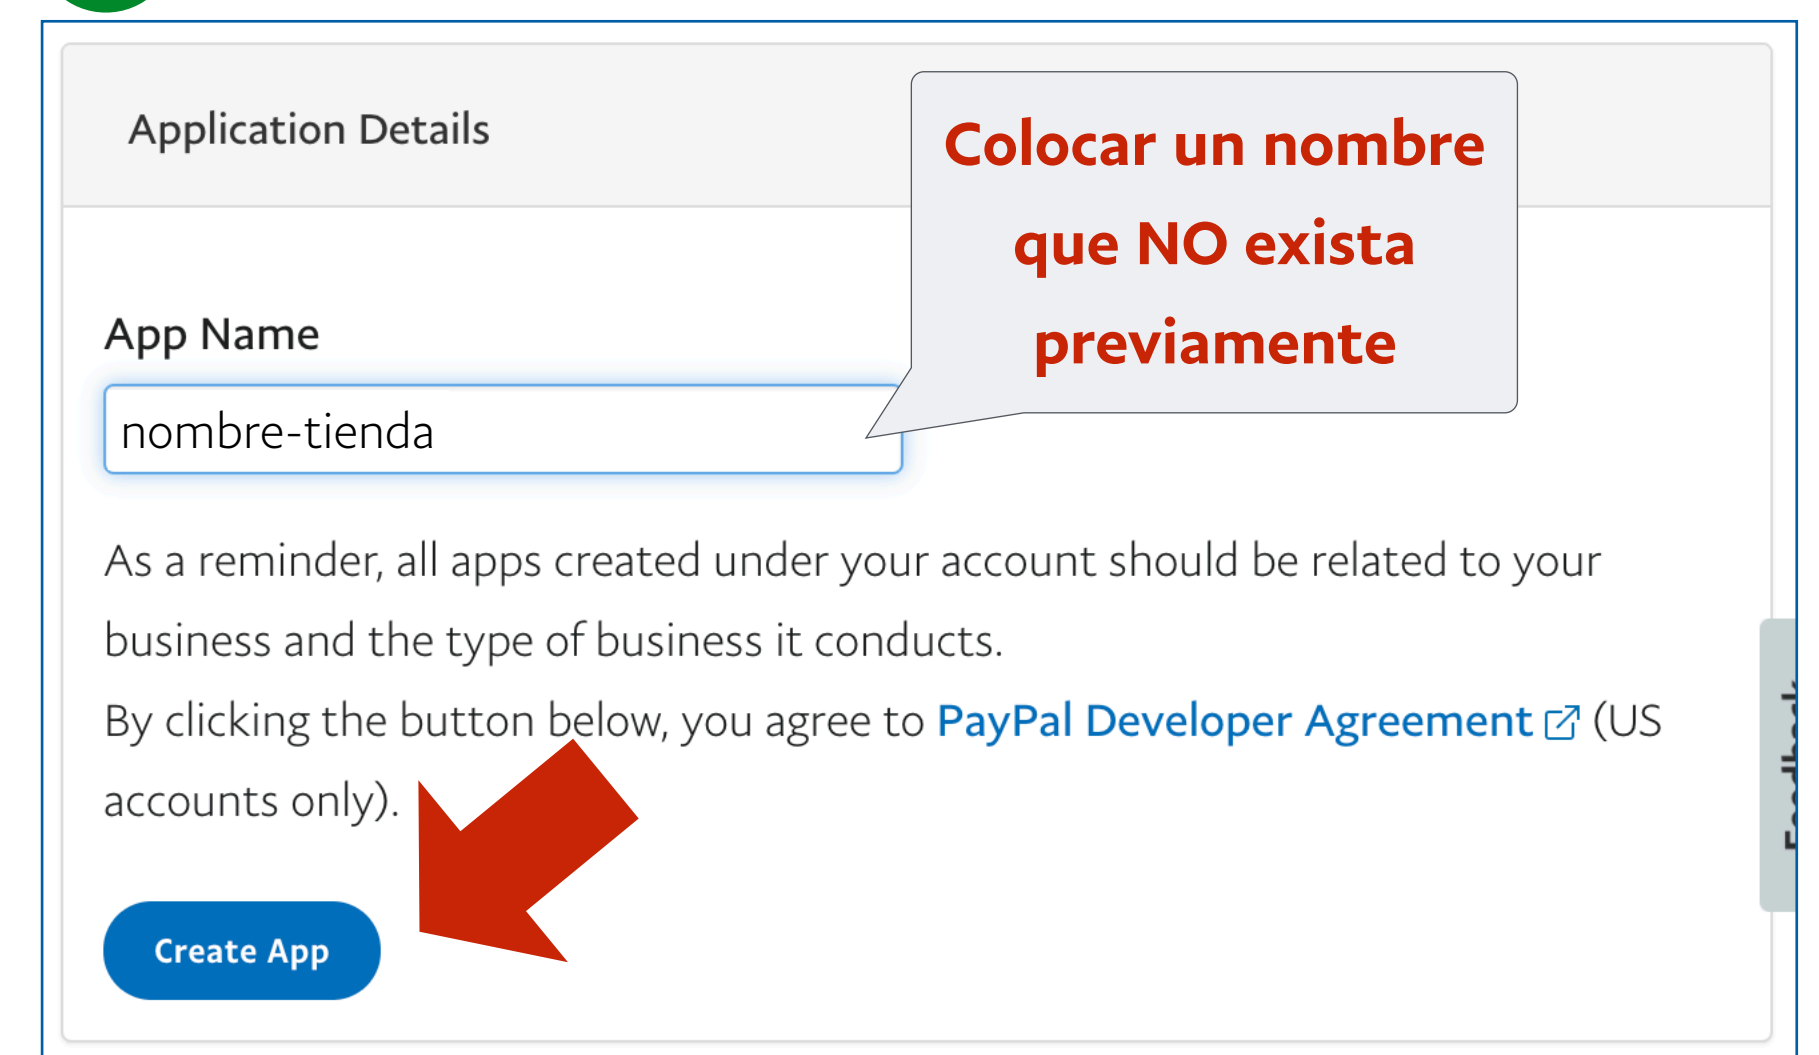 Application Details
Colocar un nombre
que NO exista
previamente
App Name
nombre-tienda
As a reminder, all apps created under your account should be related to your
business and the type of business it conducts.
By clicking the button below, you agree to PayPal Developer Agreement (US
accounts only).
Create App
Feedback